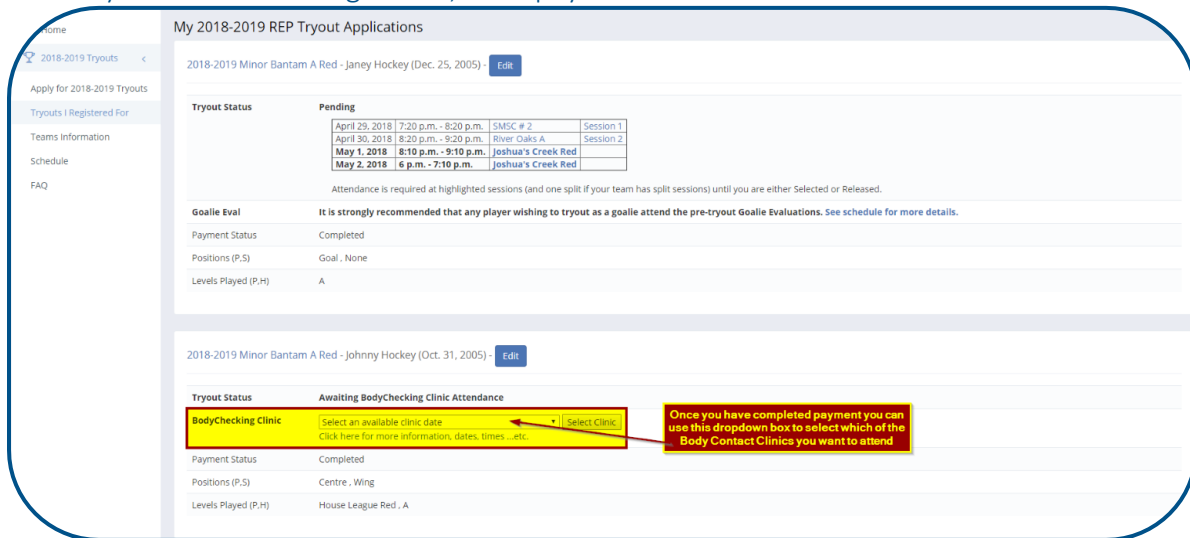 Home
2018-2019 Tryouts <
Apply for 2018-2019 Tryouts
Tryouts I Registered For
Teams Information
Schedule
FAQ
My 2018-2019 REP Tryout Applications
2018-2019 Minor Bantam A Red - Janey Hockey (Dec. 25, 2005) - Edit
Tryout Status Pending
April 29, 2018 7:20 p.m. - 8:20 p.m. SMSC # 2 Session 1
April 30, 2018 8:20 p.m. - 9:20 p.m. River Oaks A Session 2
May 1, 2018 8:10 p.m. - 9:10 p.m. Joshua's Creek Red
May 2, 2018 6 p.m. - 7:10 p.m. Joshua's Creek Red
Attendance is required at highlighted sessions (and one split if your team has split sessions) until you are either Selected or Released.
Goalie Eval It is strongly recommended that any player wishing to tryout as a goalie attend the pre-tryout Goalie Evaluations. See schedule for more details.
Payment Status Completed
Positions (P,S) Goal , None
Levels Played (P,H) A
2018-2019 Minor Bantam A Red - Johnny Hockey (Oct. 31, 2005) - Edit
Tryout Status Awaiting BodyChecking Clinic Attendance
BodyChecking Clinic Select an available clinic date Select Clinic
Click here for more information, dates, times ...etc.
Once you have completed payment you can
use this dropdown box to select which of the
Body Contact Clinics you want to attend
Payment Status Completed
Positions (P,S) Centre , Wing
Levels Played (P,H) House League Red , A